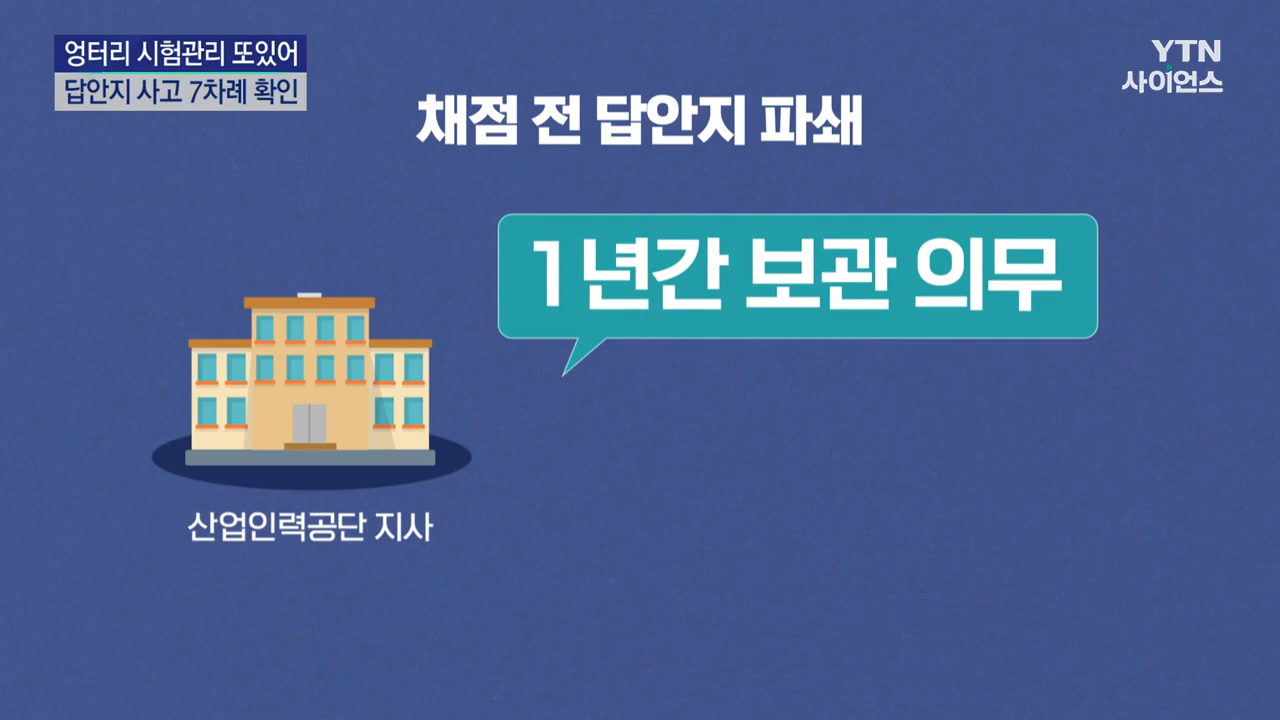 엉터리 시험관리 또있어
답안지 사고 7차례 확인
YTN
사이언스
채점 전 답안지 파쇄
1년간 보관 의무
산업인력공단 지사